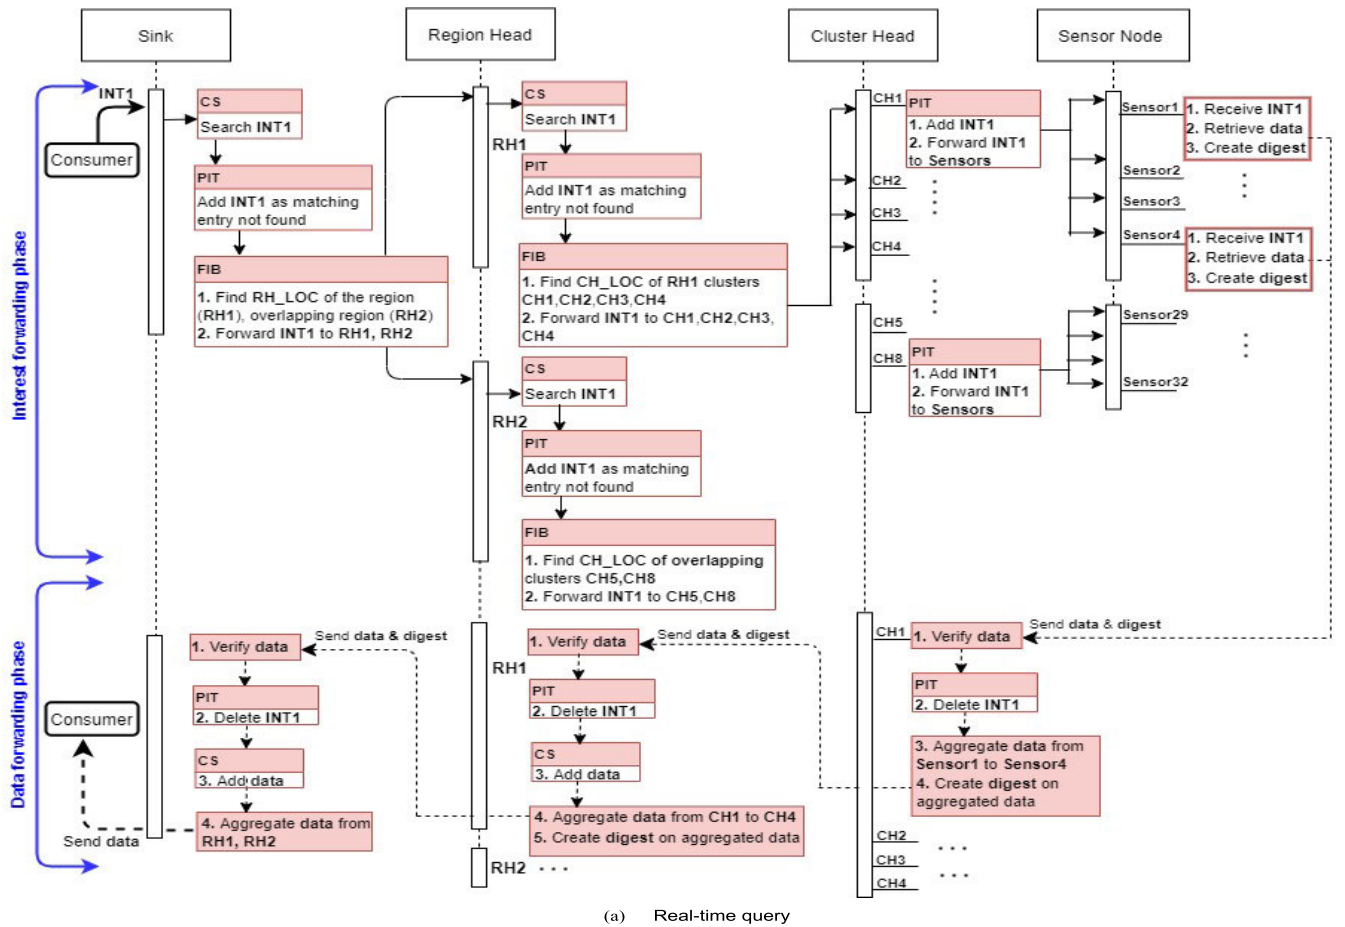 Sink
Region Head
Cluster Head
Sensor Node
Interest forwarding phase
INT1
Consumer
CS
Search INT1
PIT
Add INT1 as matching
entry not found
FIB
1. Find RH_LOC of the region
(RH1), overlapping region (RH2)
2. Forward INT1 to RH1, RH2
RH1
CS
Search INT1
PIT
Add INT1 as matching
entry not found
FIB
1. Find CH_LOC of RH1 clusters
CH1,CH2,CH3,CH4
2. Forward INT1 to CH1,CH2,CH3,
CH4
RH2
CS
Search INT1
PIT
Add INT1 as matching
entry not found
FIB
1. Find CH_LOC of overlapping
clusters CH5,CH8
2. Forward INT1 to CH5,CH8
CH1
PIT
1. Add INT1
2. Forward INT1
to Sensors
CH2
CH3
CH4
CH5
CH8
PIT
1. Add INT1
2. Forward INT1
to Sensors
Sensor1
1. Receive INT1
2. Retrieve data
3. Create digest
Sensor2
Sensor3
Sensor4
1. Receive INT1
2. Retrieve data
3. Create digest
Sensor29
Sensor32
Data forwarding phase
Consumer
Send data
1. Verify data
Send data & digest
PIT
2. Delete INT1
CS
3. Add data
4. Aggregate data from
RH1, RH2
RH1
1. Verify data
Send data & digest
PIT
2. Delete INT1
CS
3. Add data
4. Aggregate data from CH1 to CH4
5. Create digest on aggregated data
RH2
CH1
1. Verify data
Send data & digest
PIT
2. Delete INT1
3. Aggregate data from
Sensor1 to Sensor4
4. Create digest on
aggregated data
CH2
CH3
CH4
(a) Real-time query